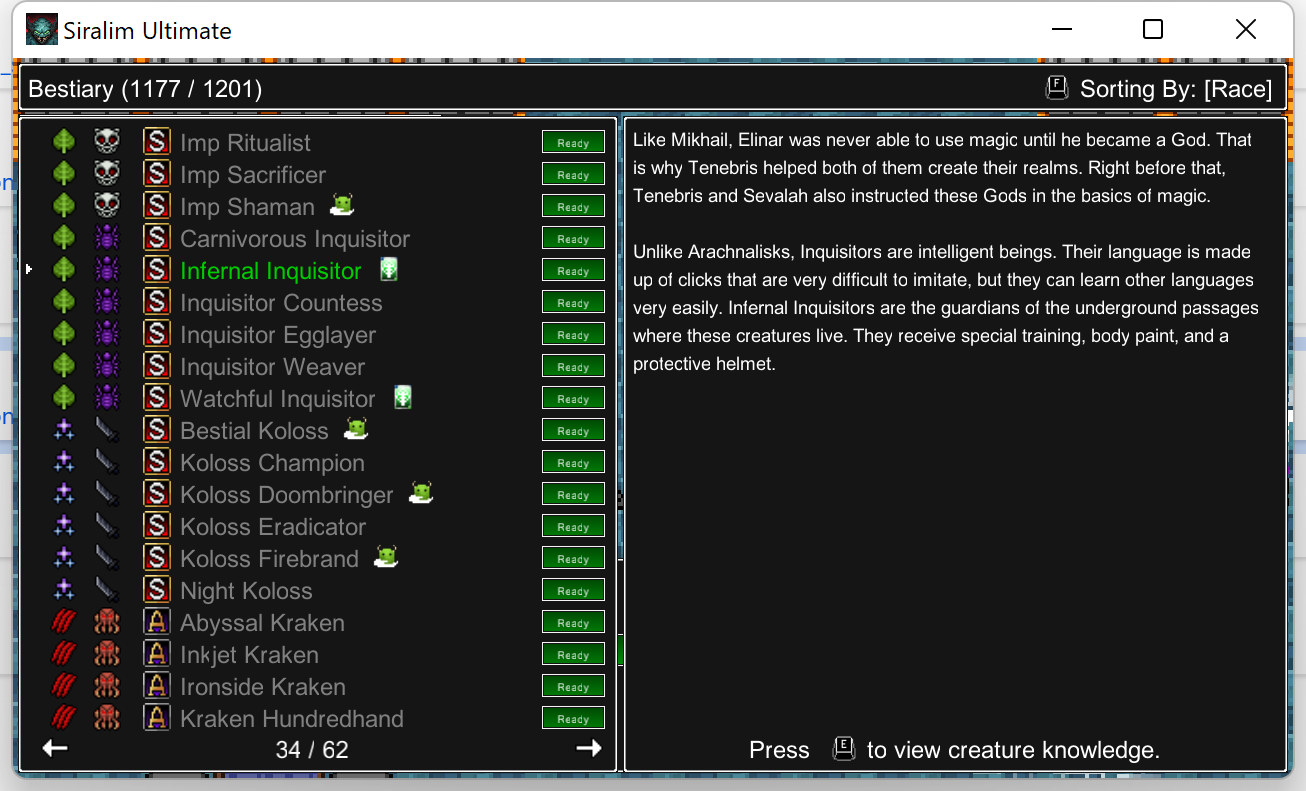 Siralim Ultimate
Bestiary (1177 / 1201)
F Sorting By: [Race]
S Imp Ritualist Ready
S Imp Sacrificer Ready
S Imp Shaman Ready
S Carnivorous Inquisitor Ready
S Infernal Inquisitor Ready
S Inquisitor Countess Ready
S Inquisitor Egglayer Ready
S Inquisitor Weaver Ready
S Watchful Inquisitor Ready
S Bestial Koloss Ready
S Koloss Champion Ready
S Koloss Doombringer Ready
S Koloss Eradicator Ready
S Koloss Firebrand Ready
S Night Koloss Ready
A Abyssal Kraken Ready
A Inkjet Kraken Ready
A Ironside Kraken Ready
A Kraken Hundredhand Ready
34 / 62
Like Mikhail, Elinar was never able to use magic until he became a God. That
is why Tenebris helped both of them create their realms. Right before that,
Tenebris and Sevalah also instructed these Gods in the basics of magic.
Unlike Arachnalisks, Inquisitors are intelligent beings. Their language is made
up of clicks that are very difficult to imitate, but they can learn other languages
very easily. Infernal Inquisitors are the guardians of the underground passages
where these creatures live. They receive special training, body paint, and a
protective helmet.
Press E to view creature knowledge.